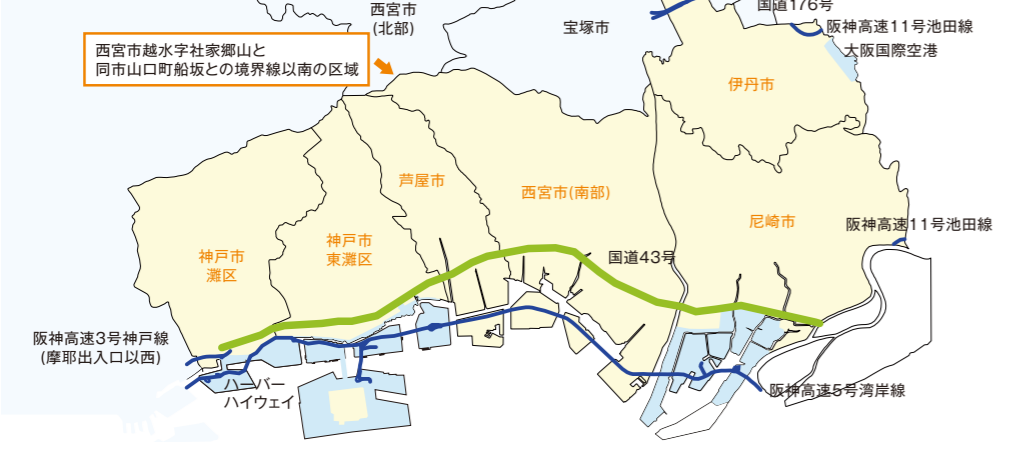 西宮市
(北部)
宝塚市
国道176号
阪神高速11号池田線
大阪国際空港
西宮市越水字社家郷山と
同市山口町船坂との境界線以南の区域
伊丹市
芦屋市
西宮市(南部)
尼崎市
阪神高速11号池田線
神戸市
東灘区
神戸市
灘区
国道43号
阪神高速3号神戸線
(摩耶出入口以西)
ハーバー
ハイウェイ
阪神高速5号湾岸線